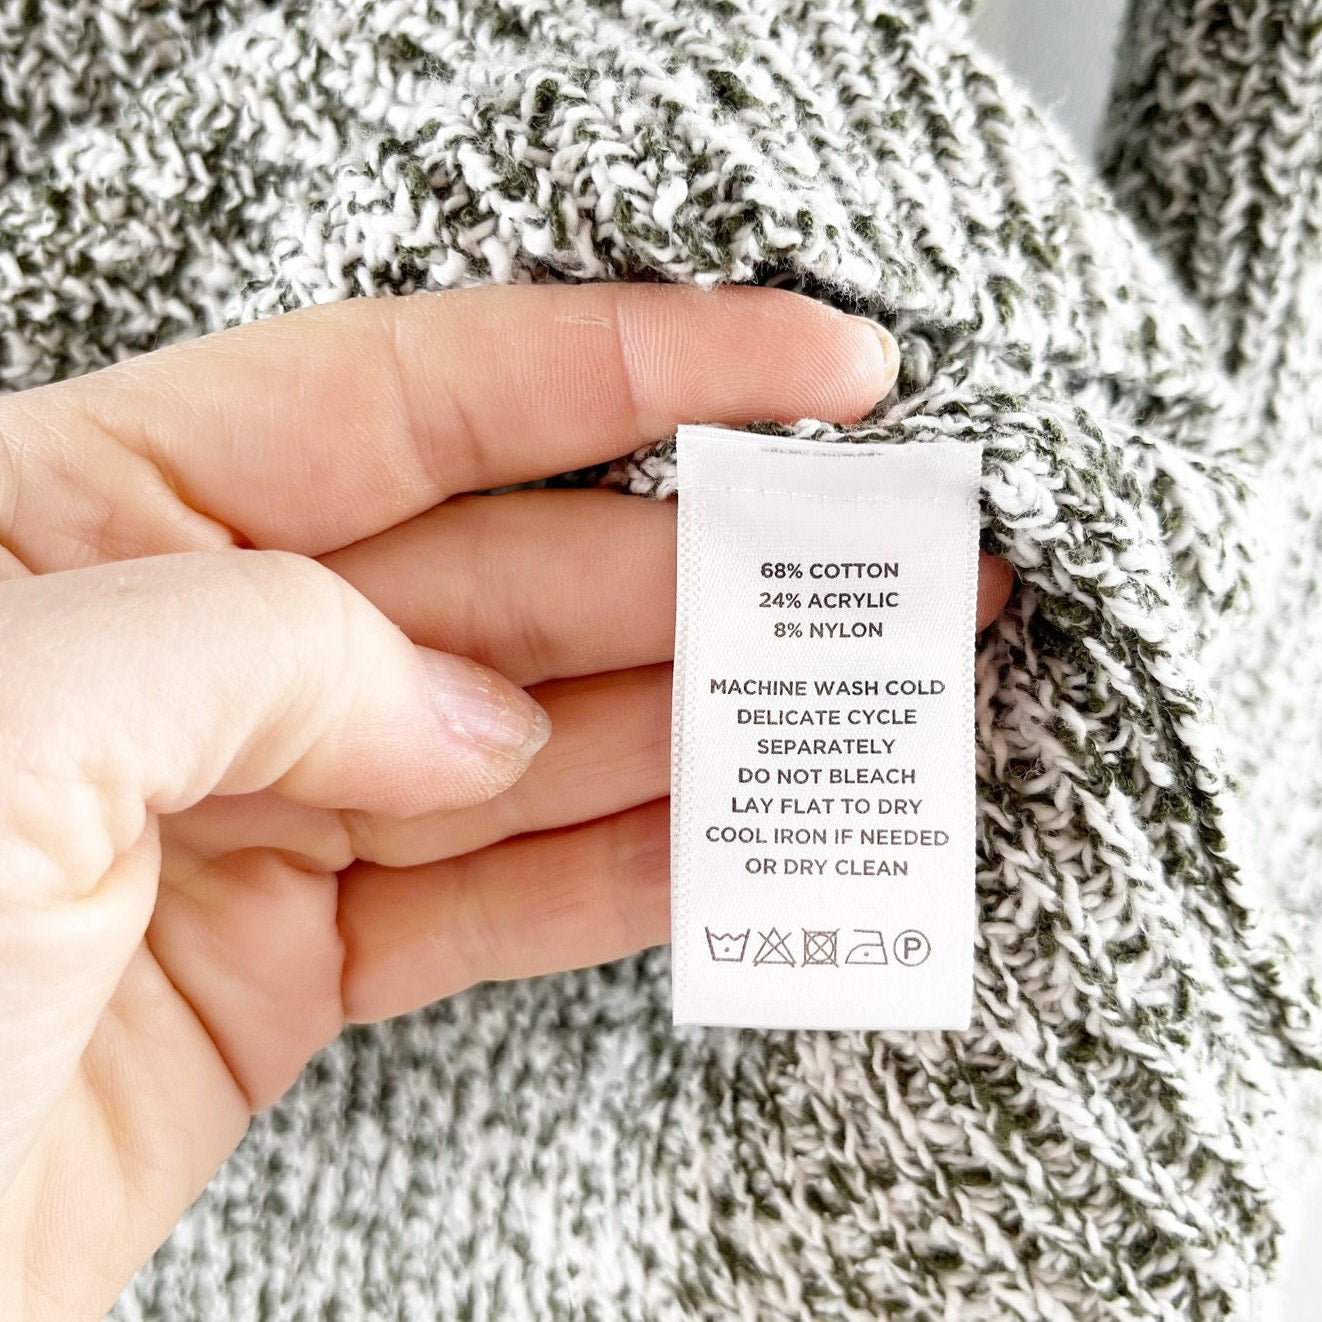 68% COTTON
24% ACRYLIC
8% NYLON
MACHINE WASH COLD
DELICATE CYCLE
SEPARATELY
DO NOT BLEACH
LAY FLAT TO DRY
COOL IRON IF NEEDED
OR DRY CLEAN
P